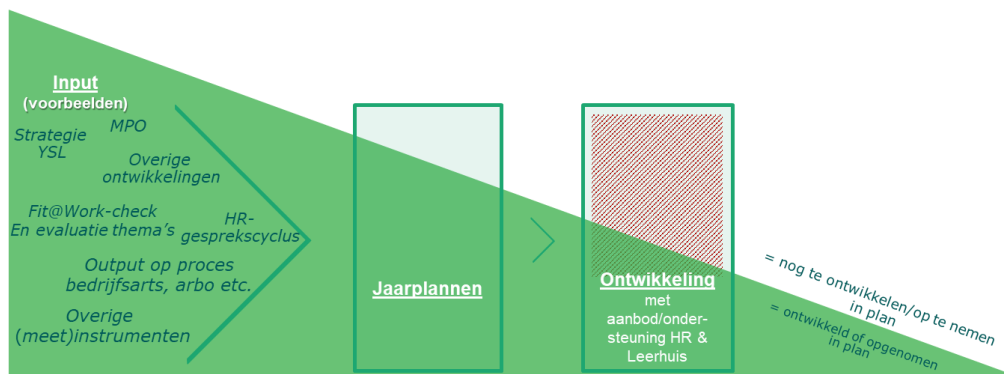 Input
(voorbeelden)
MPO
Strategie
YSL
Overige
ontwikkelingen
Fit@Work-check
En evaluatie thema’s
HR-
gesprekscyclus
Output op proces
bedrijfsarts, arbo etc.
Overige
(meet)instrumenten
Jaarplannen
Ontwikkeling
met
aanbod/onder-
steuning HR &
Leerhuis
= nog te ontwikkelen/op te nemen
in plan
= ontwikkeld of opgenomen
in plan